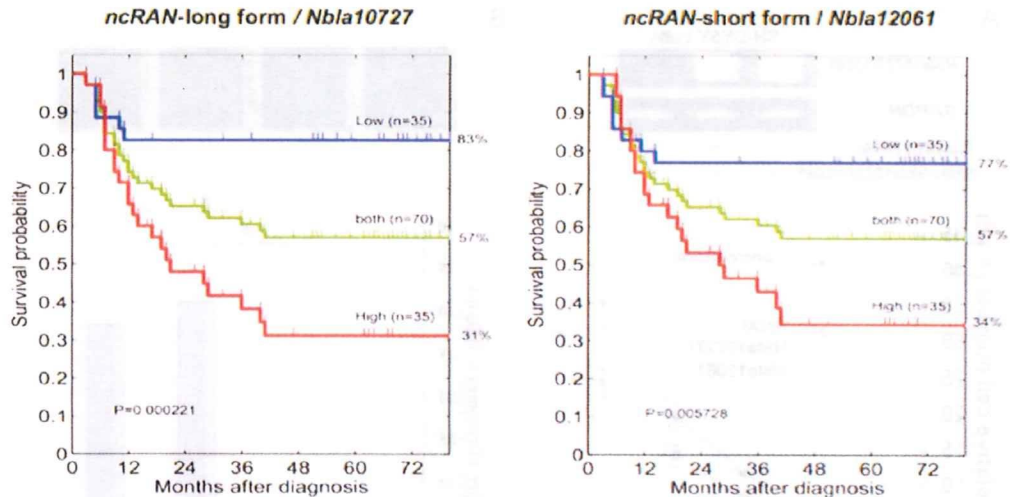 ncRAN-long form / Nbla10727
Survival probability
1
0.9
0.8
0.7
0.6
0.5
0.4
0.3
0.2
0.1
0
Low (n=35)
83%
both (n=70)
57%
High (n=35)
31%
P=0.000221
0 12 24 36 48 60 72
Months after diagnosis
ncRAN-short form / Nbla12061
Survival probability
1
0.9
0.8
0.7
0.6
0.5
0.4
0.3
0.2
0.1
0
Low (n=35)
77%
both (n=70)
57%
High (n=35)
34%
P=0.005728
0 12 24 36 48 60 72
Months after diagnosis